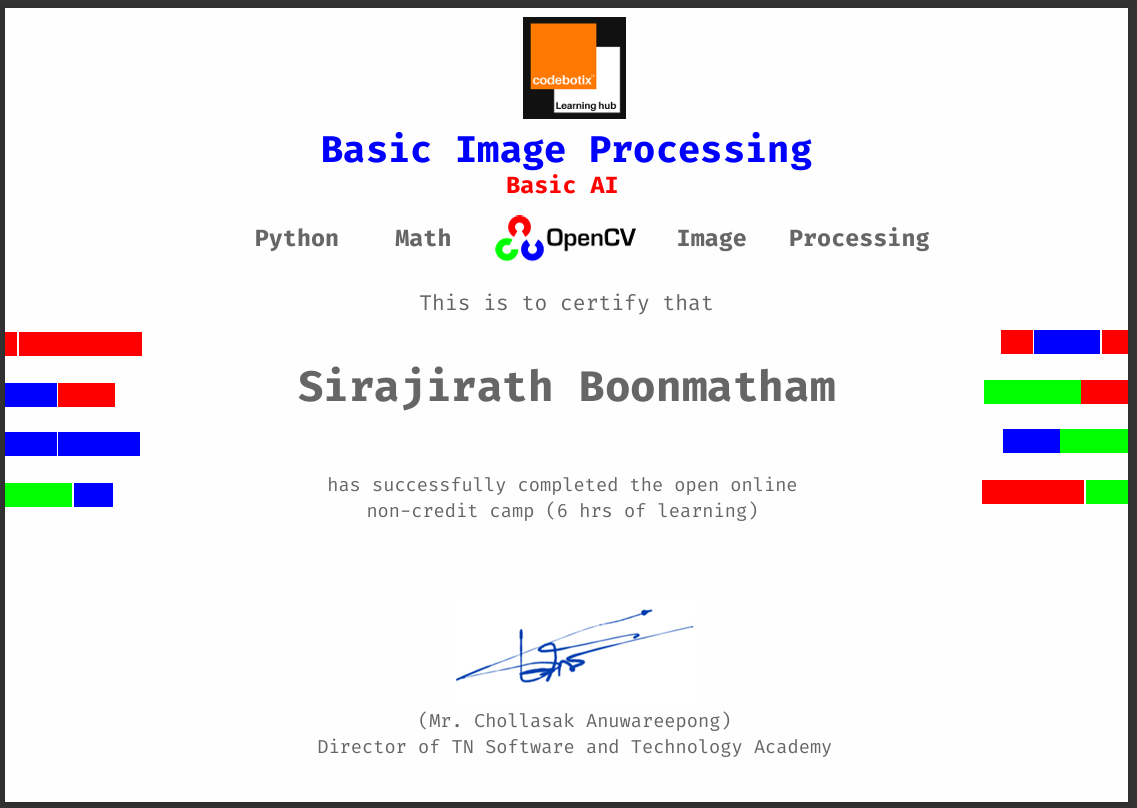 codebotix™
Learning hub
Basic Image Processing
Basic AI
Python Math OpenCV Image Processing
This is to certify that
Sirajirath Boonmatham
has successfully completed the open online
non-credit camp (6 hrs of learning)
(Mr. Chollasak Anuwareepong)
Director of TN Software and Technology Academy